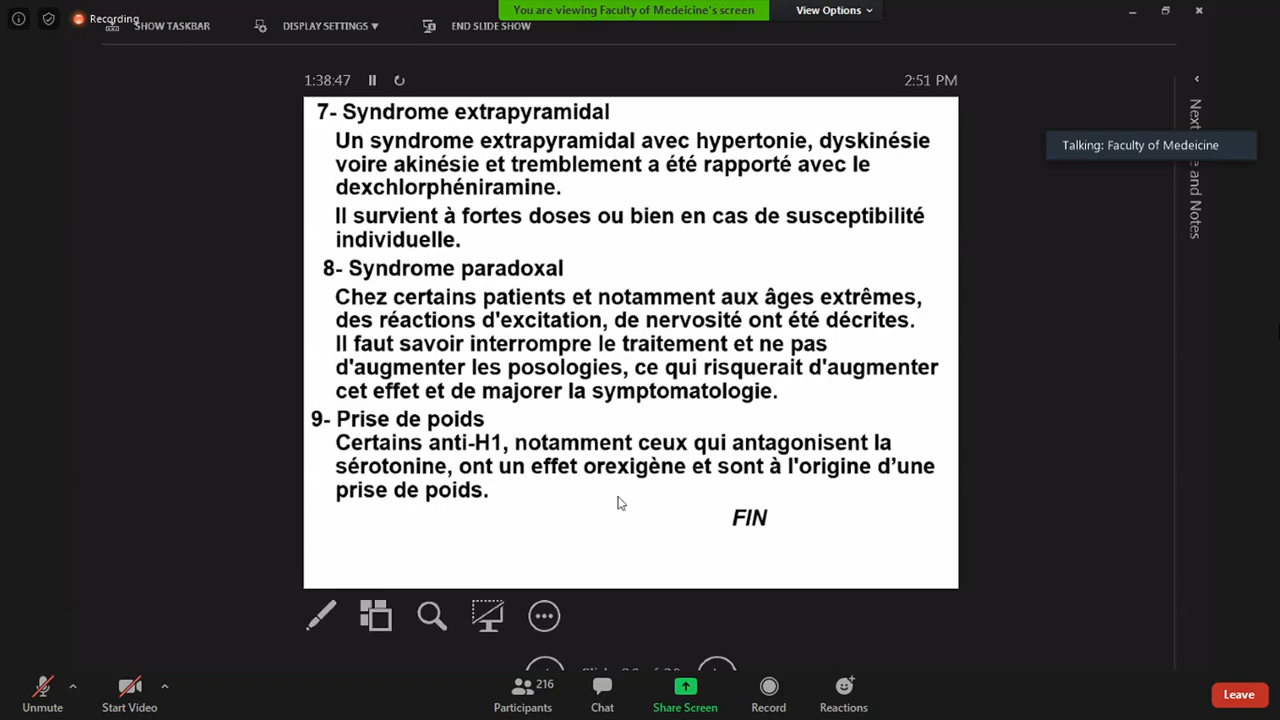 Recording
You are viewing Faculty of Medeicine's screen
View Options
SHOW TASKBAR
DISPLAY SETTINGS
END SLIDE SHOW
1:38:47
2:51 PM
Talking: Faculty of Medeicine
7- Syndrome extrapyramidal
Un syndrome extrapyramidal avec hypertonie, dyskinésie
voire akinésie et tremblement a été rapporté avec le
dexchlorphéniramine.
Il survient à fortes doses ou bien en cas de susceptibilité
individuelle.
8- Syndrome paradoxal
Chez certains patients et notamment aux âges extrêmes,
des réactions d'excitation, de nervosité ont été décrites.
Il faut savoir interrompre le traitement et ne pas
d'augmenter les posologies, ce qui risquerait d'augmenter
cet effet et de majorer la symptomatologie.
9- Prise de poids
Certains anti-H1, notamment ceux qui antagonisent la
sérotonine, ont un effet orexigène et sont à l'origine d’une
prise de poids.
FIN
Next
and Notes
Unmute
Start Video
216
Participants
Chat
Share Screen
Record
Reactions
Leave